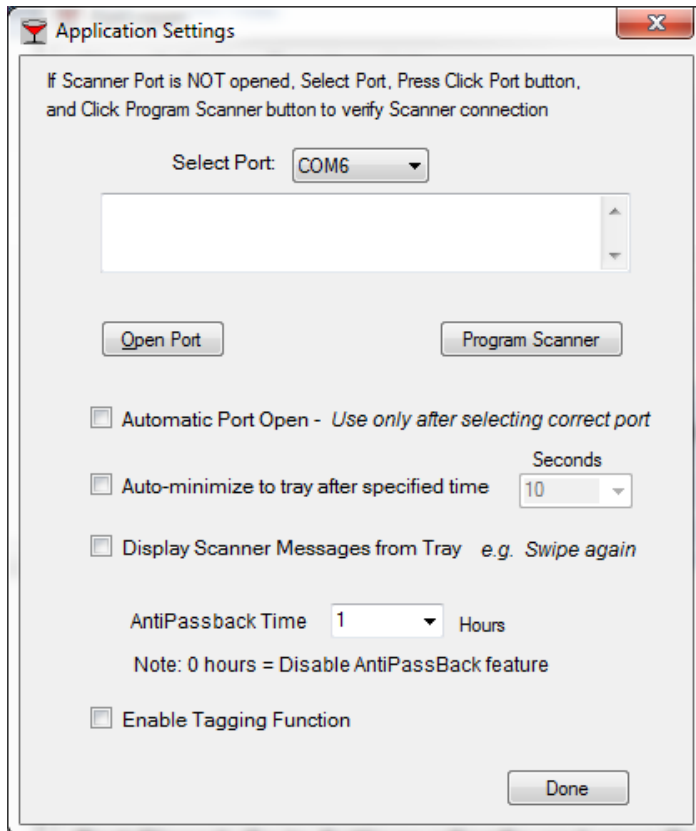 Application Settings
If Scanner Port is NOT opened, Select Port, Press Click Port button,
and Click Program Scanner button to verify Scanner connection
Select Port: COM6
Open Port Program Scanner
Automatic Port Open - Use only after selecting correct port
Seconds
Auto-minimize to tray after specified time 10
Display Scanner Messages from Tray e.g. Swipe again
AntiPassback Time 1 Hours
Note: 0 hours = Disable AntiPassBack feature
Enable Tagging Function
Done